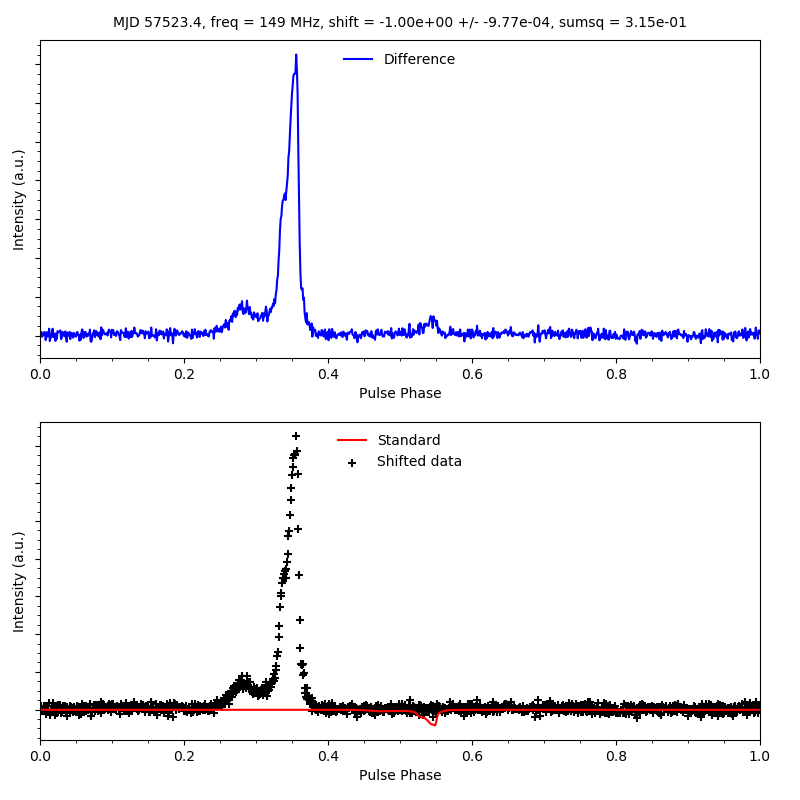 MJD 57523.4, freq = 149 MHz, shift = -1.00e+00 +/- -9.77e-04, sumsq = 3.15e-01
Difference
Intensity (a.u.)
0.0 0.2 0.4 0.6 0.8 1.0
Pulse Phase
Standard
Shifted data
Intensity (a.u.)
0.0 0.2 0.4 0.6 0.8 1.0
Pulse Phase